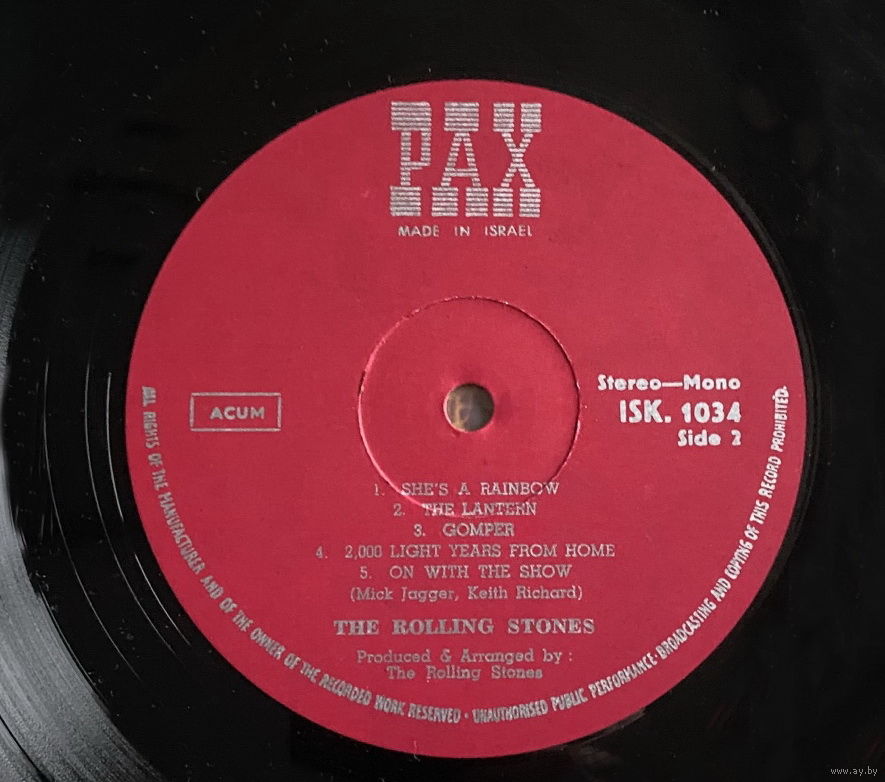 PAX
MADE IN ISRAEL
Stereo—Mono
ISK. 1034
Side 2
ACUM
1. SHE'S A RAINBOW
2. THE LANTERN
3. GOMPER
4. 2,000 LIGHT YEARS FROM HOME
5. ON WITH THE SHOW
(Mick Jagger, Keith Richard)
THE ROLLING STONES
Produced & Arranged by :
The Rolling Stones
ALL RIGHTS OF THE MANUFACTURER AND OF THE OWNER OF THE RECORDED WORK RESERVED · UNAUTHORISED PUBLIC PERFORMANCE · BROADCASTING AND COPYING OF THIS RECORD PROHIBITED.
www.ay.by